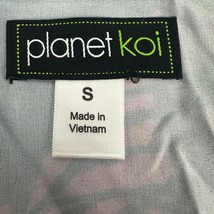 planet koi
S
Made in
Vietnam